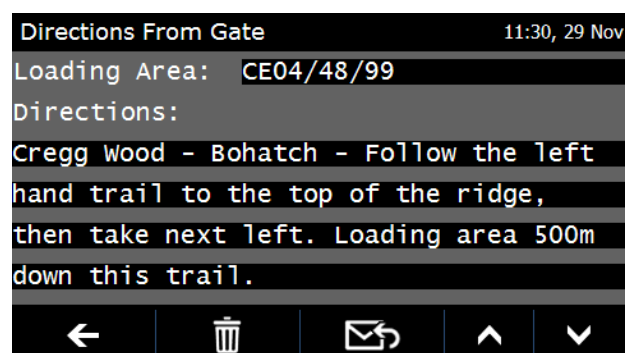 Directions From Gate 11:30, 29 Nov
Loading Area: CE04/48/99
Directions:
Cregg Wood - Bohatch - Follow the left
hand trail to the top of the ridge,
then take next left. Loading area 500m
down this trail.